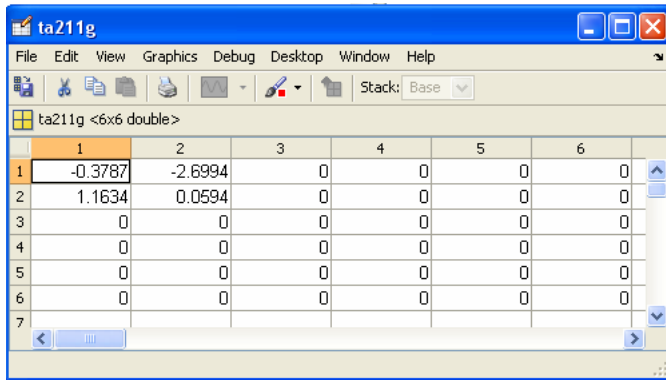 ta211g
File Edit View Graphics Debug Desktop Window Help
Stack: Base
ta211g <6x6 double>
1 2 3 4 5 6
1 -0.3787 -2.6994 0 0 0 0
2 1.1634 0.0594 0 0 0 0
3 0 0 0 0 0 0
4 0 0 0 0 0 0
5 0 0 0 0 0 0
6 0 0 0 0 0 0
7